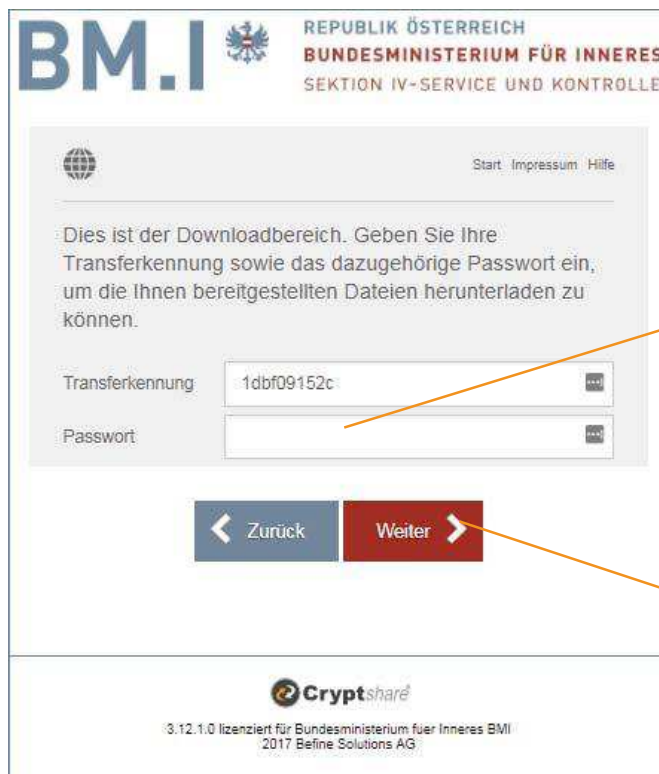 BM.I
REPUBLIK ÖSTERREICH
BUNDESMINISTERIUM FÜR INNERES
SEKTION IV-SERVICE UND KONTROLLE
Start Impressum Hilfe
Dies ist der Downloadbereich. Geben Sie Ihre
Transferkennung sowie das dazugehörige Passwort ein,
um die Ihnen bereitgestellten Dateien herunterladen zu
können.
Transferkennung 1dbf09152c
Passwort
Zurück Weiter
Cryptshare
3.12.1.0 lizenziert für Bundesministerium fuer Inneres BMI
2017 Befine Solutions AG